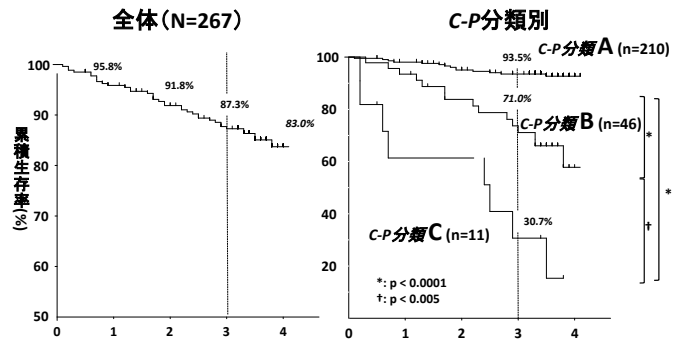 全体（N=267）
累積生存率(%)
100
90
80
70
60
50
95.8%
91.8%
87.3%
83.0%
0 1 2 3 4
C-P分類別
100
80
60
40
20
C-P分類A (n=210)
93.5%
71.0%
C-P分類B (n=46)
C-P分類C (n=11)
30.7%
*
†
*
*: p < 0.0001
†: p < 0.005
0 1 2 3 4